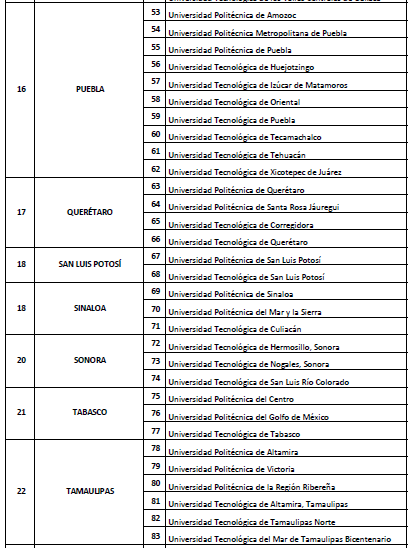 53 Universidad Politécnica de Amozoc
54 Universidad Politécnica Metropolitana de Puebla
55 Universidad Politécnica de Puebla
56 Universidad Tecnológica de Huejotzingo
16 PUEBLA 57 Universidad Tecnológica de Izúcar de Matamoros
58 Universidad Tecnológica de Oriental
59 Universidad Tecnológica de Puebla
60 Universidad Tecnológica de Tecamachalco
61 Universidad Tecnológica de Tehuacán
62 Universidad Tecnológica de Xicotepec de Juárez
63 Universidad Politécnica de Querétaro
17 QUERÉTARO 64 Universidad Politécnica de Santa Rosa Jáuregui
65 Universidad Tecnológica de Corregidora
66 Universidad Tecnológica de Querétaro
18 SAN LUIS POTOSÍ 67 Universidad Politécnica de San Luis Potosí
68 Universidad Tecnológica de San Luis Potosí
69 Universidad Politécnica de Sinaloa
18 SINALOA 70 Universidad Politécnica del Mar y la Sierra
71 Universidad Tecnológica de Culiacán
72 Universidad Tecnológica de Hermosillo, Sonora
20 SONORA 73 Universidad Tecnológica de Nogales, Sonora
74 Universidad Tecnológica de San Luis Río Colorado
75 Universidad Politécnica del Centro
21 TABASCO 76 Universidad Politécnica del Golfo de México
77 Universidad Tecnológica de Tabasco
78 Universidad Politécnica de Altamira
79 Universidad Politécnica de Victoria
80 Universidad Politécnica de la Región Ribereña
22 TAMAULIPAS 81 Universidad Tecnológica de Altamira, Tamaulipas
82 Universidad Tecnológica de Tamaulipas Norte
83 Universidad Tecnológica del Mar de Tamaulipas Bicentenario